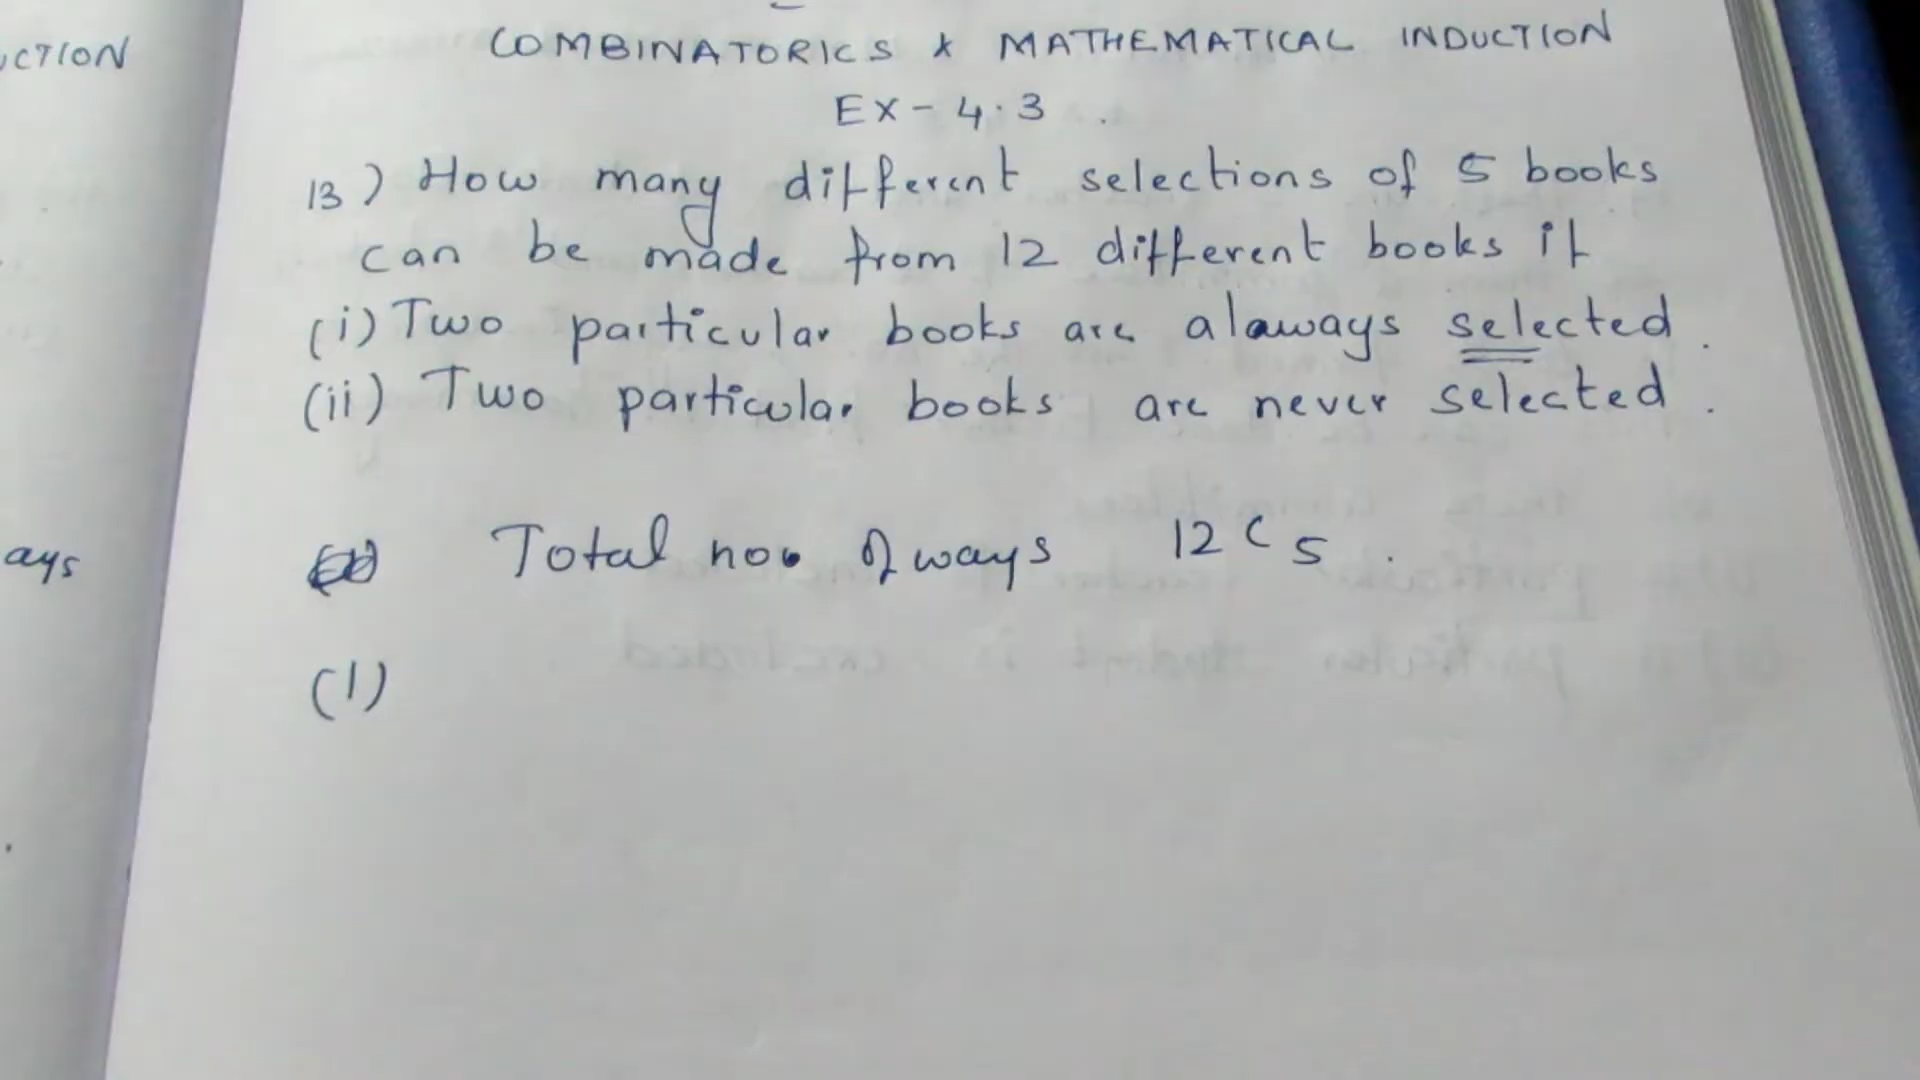 UCTION
COMBINATORICS & MATHEMATICAL INDUCTION
EX - 4.3
13) How many different selections of 5 books
can be made from 12 different books if
(i) Two particular books are alaways selected.
(ii) Two particular books are never selected.
ays
Total no. of ways 12C5.
(1)